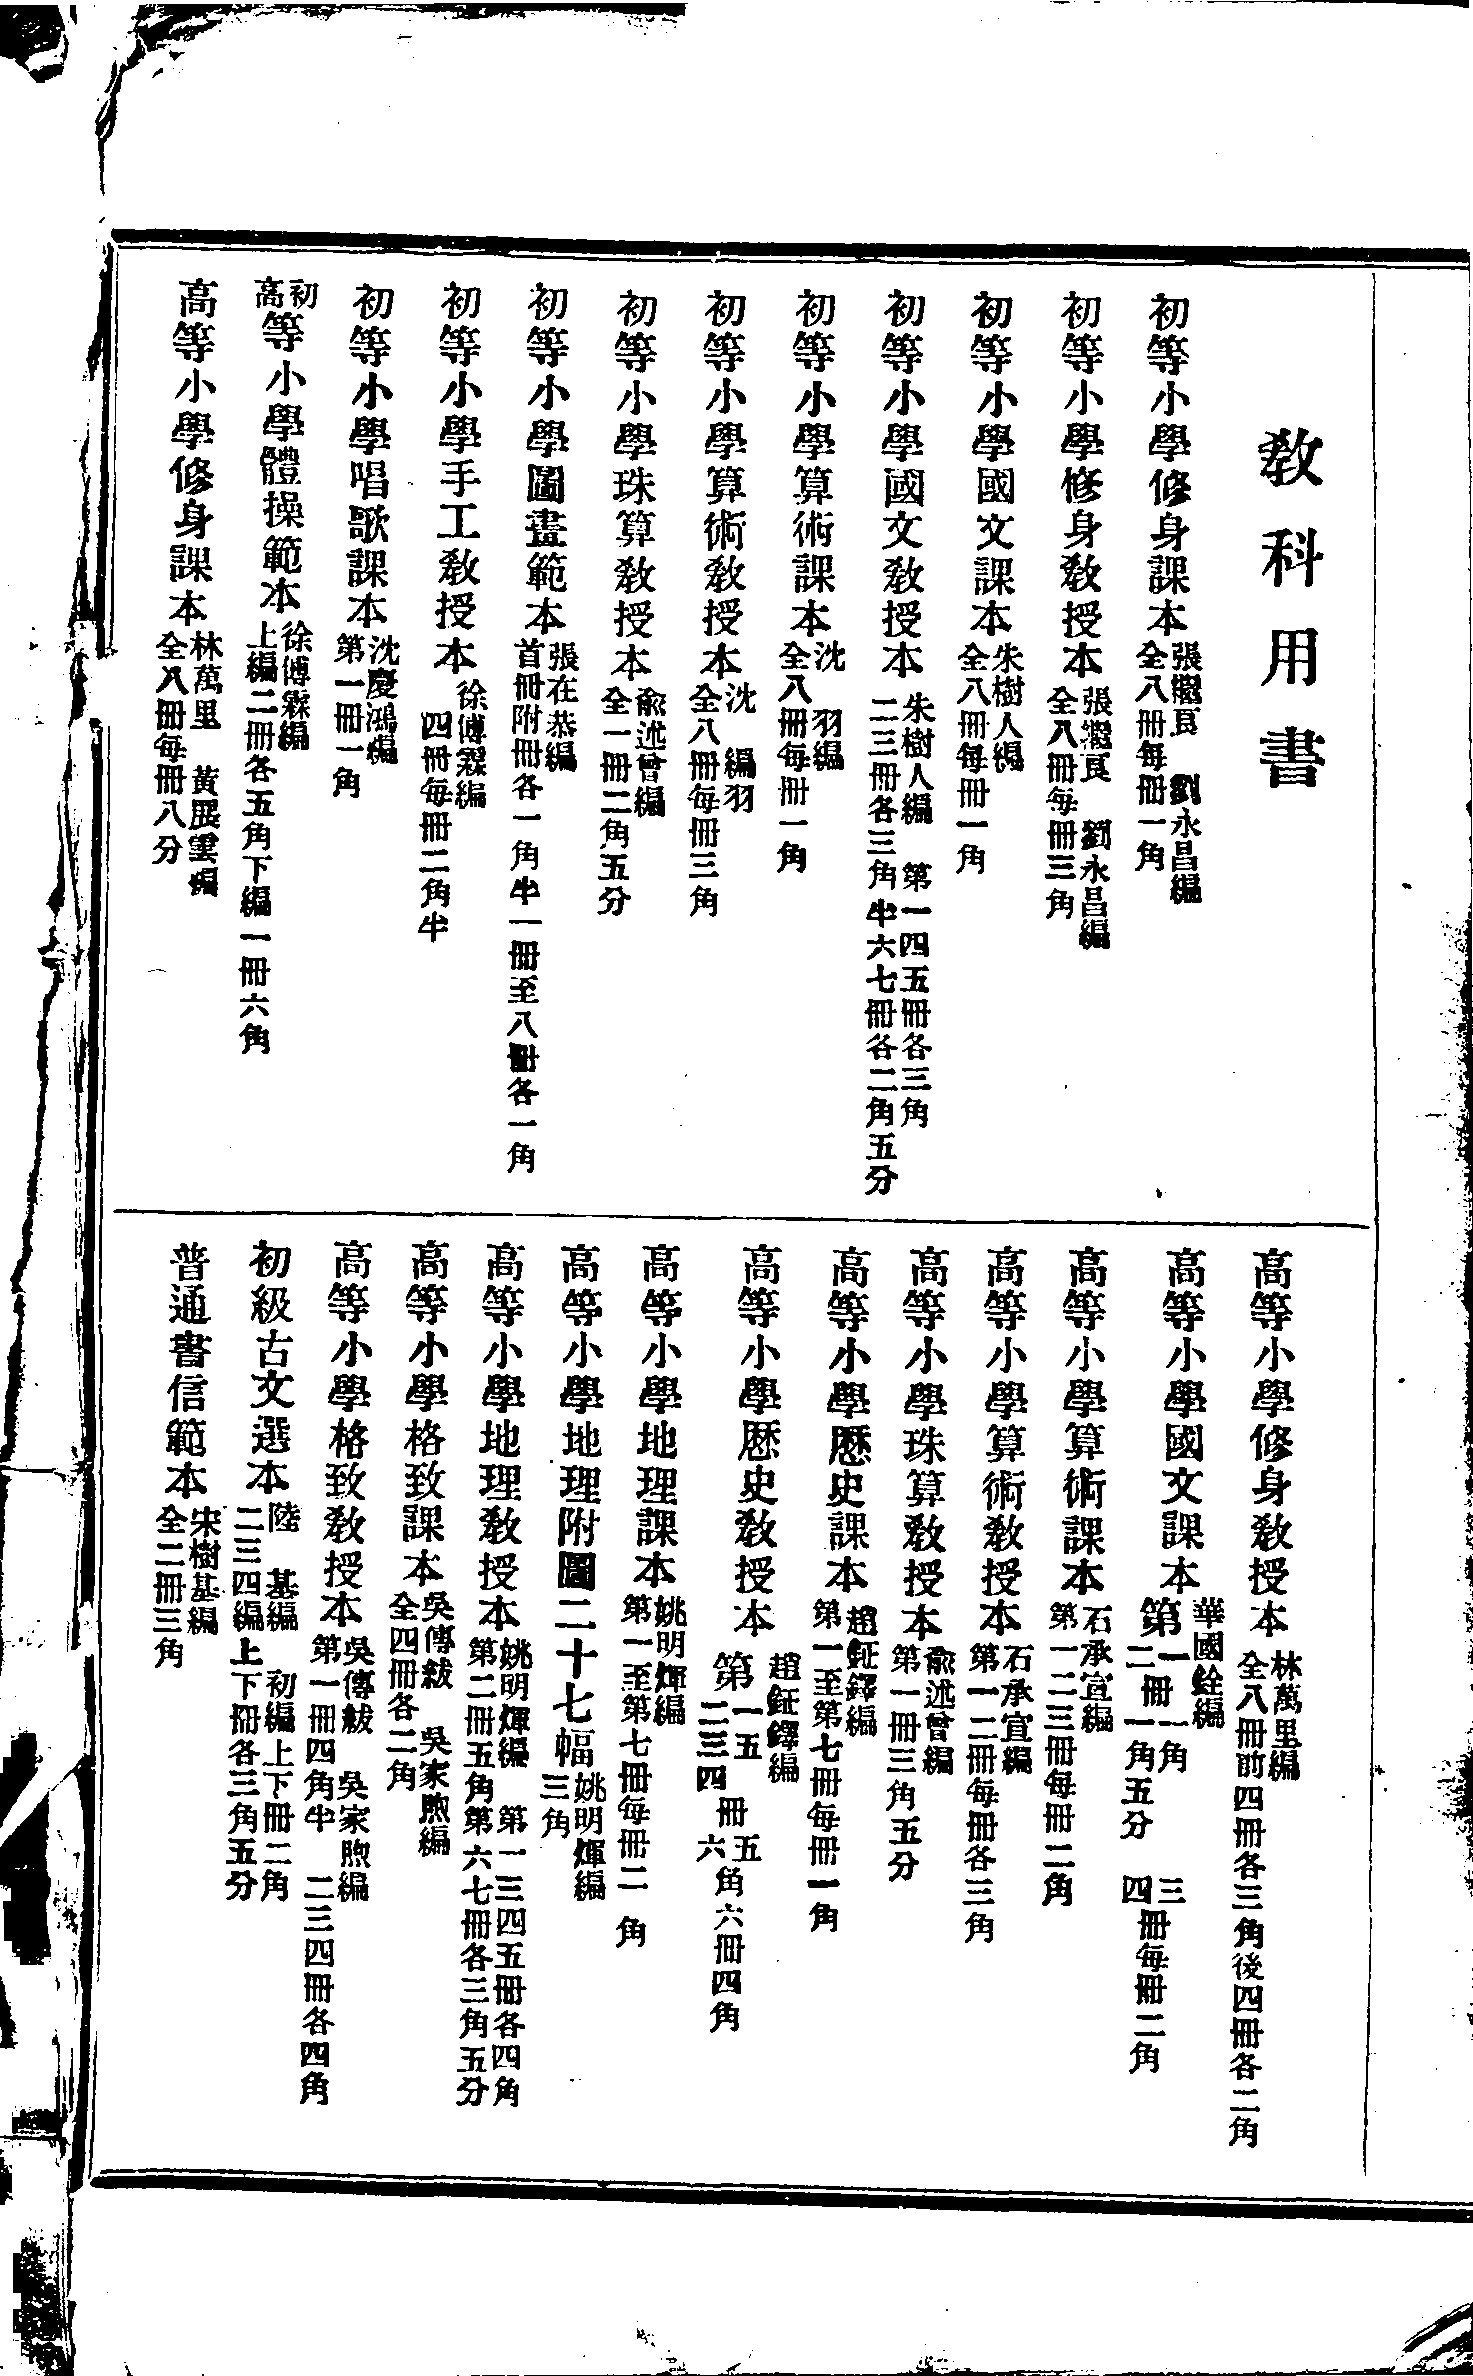 教科用書
初等小學修身課本 張繼良 劉永昌編 全八冊每冊一角
初等小學修身教授本 張繼良 劉永昌編 全八冊每冊三角
初等小學國文課本 朱樹人編 全八冊每冊一角
初等小學國文教授本 朱樹人編 第一四五冊各三角 二三冊各三角半六七冊各二角五分
初等小學算術課本 沈羽編 全八冊每冊一角
初等小學算術教授本 沈羽編 全八冊每冊三角
初等小學珠算教授本 俞述曾編 全一冊二角五分
初等小學圖畫範本 張在恭編 首冊附冊各一角半一冊至八冊各一角
初等小學手工教授本 徐傅霖編 四冊每冊二角半
初等小學唱歌課本 沈慶鴻編 第一冊一角
初高等小學體操範本 徐傅霖編 上編二冊各五角下編一冊六角
高等小學修身課本 林萬里 黃展雲編 全八冊每冊八分
高等小學修身教授本 林萬里編 全八冊前四冊各三角後四冊各二角
高等小學國文課本 華國銓編 第一冊一角 二一角五分 三四冊每冊二角
高等小學算術課本 石承宣編 第一二三冊每冊二角
高等小學算術教授本 石承宣編 第一二冊每冊各三角
高等小學珠算教授本 俞述曾編 第一冊三角五分
高等小學歷史課本 趙鉦鐸編 第一至第七冊每冊一角
高等小學歷史教授本 趙鉦鐸編 第一五二三四冊五六角六冊四角
高等小學地理課本 姚明煇編 第一至第七冊每冊二角
高等小學地理附圖二十七幅 姚明煇編 三角
高等小學地理教授本 姚明煇編 第一三四五冊各四角 第二冊五角第六七冊各三角五分
高等小學格致課本 吳傳紱 吳家煦編 全四冊各二角
高等小學格致教授本 吳傳紱 吳家煦編 第一冊四角半 二三四冊各四角
初級古文選本 陸基編 初編上下冊二角 二三四編上下冊各三角五分
普通書信範本 宋樹基編 全二冊三角